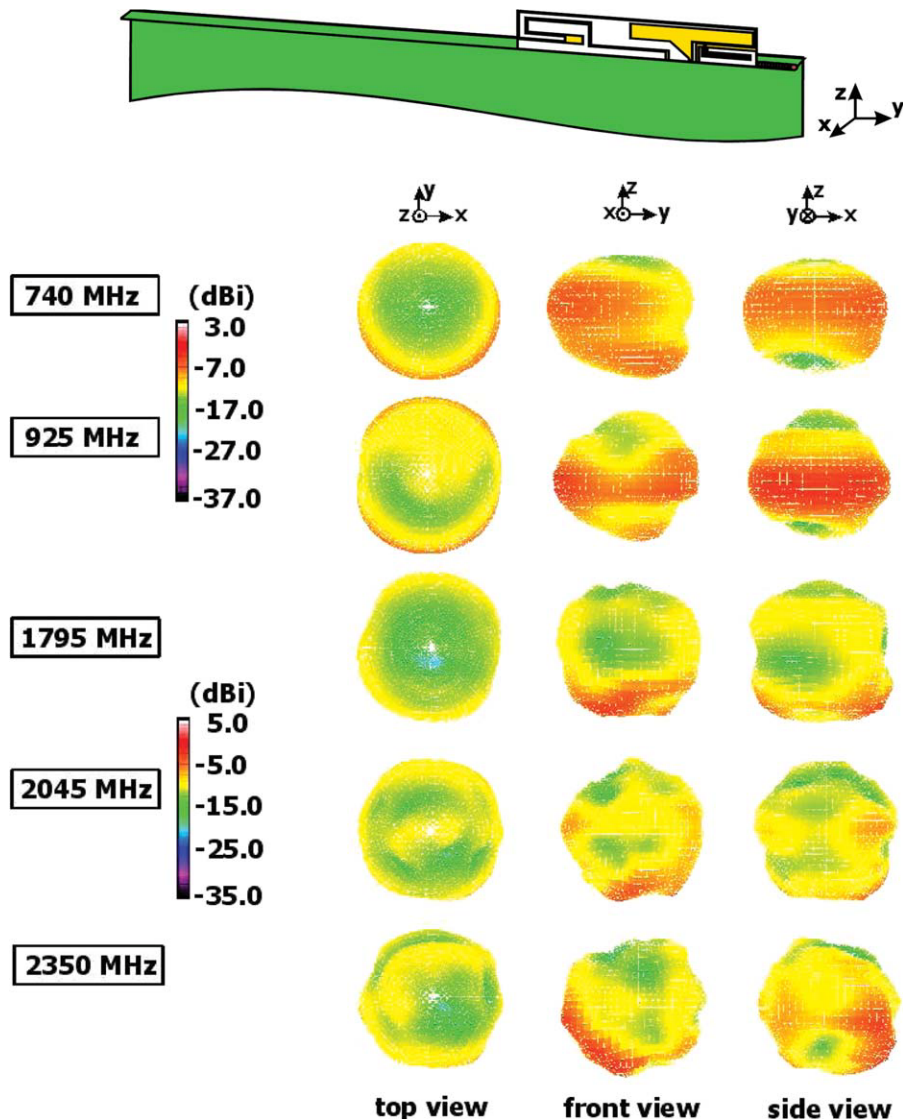 z
x y
y z z
z x x y y x
740 MHz (dBi)
3.0
-7.0
-17.0
925 MHz
-27.0
-37.0
1795 MHz
(dBi)
5.0
-5.0
2045 MHz
-15.0
-25.0
-35.0
2350 MHz
top view front view side view